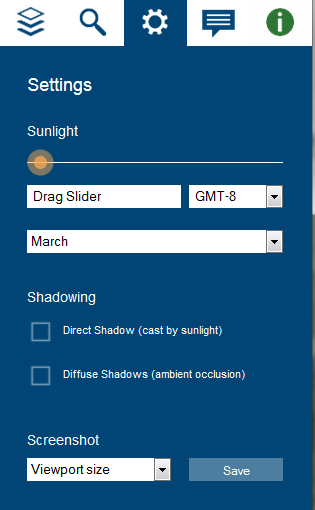 Settings
Sunlight
Drag Slider GMT-8
March
Shadowing
Direct Shadow (cast by sunlight)
Diffuse Shadows (ambient occlusion)
Screenshot
Viewport size Save